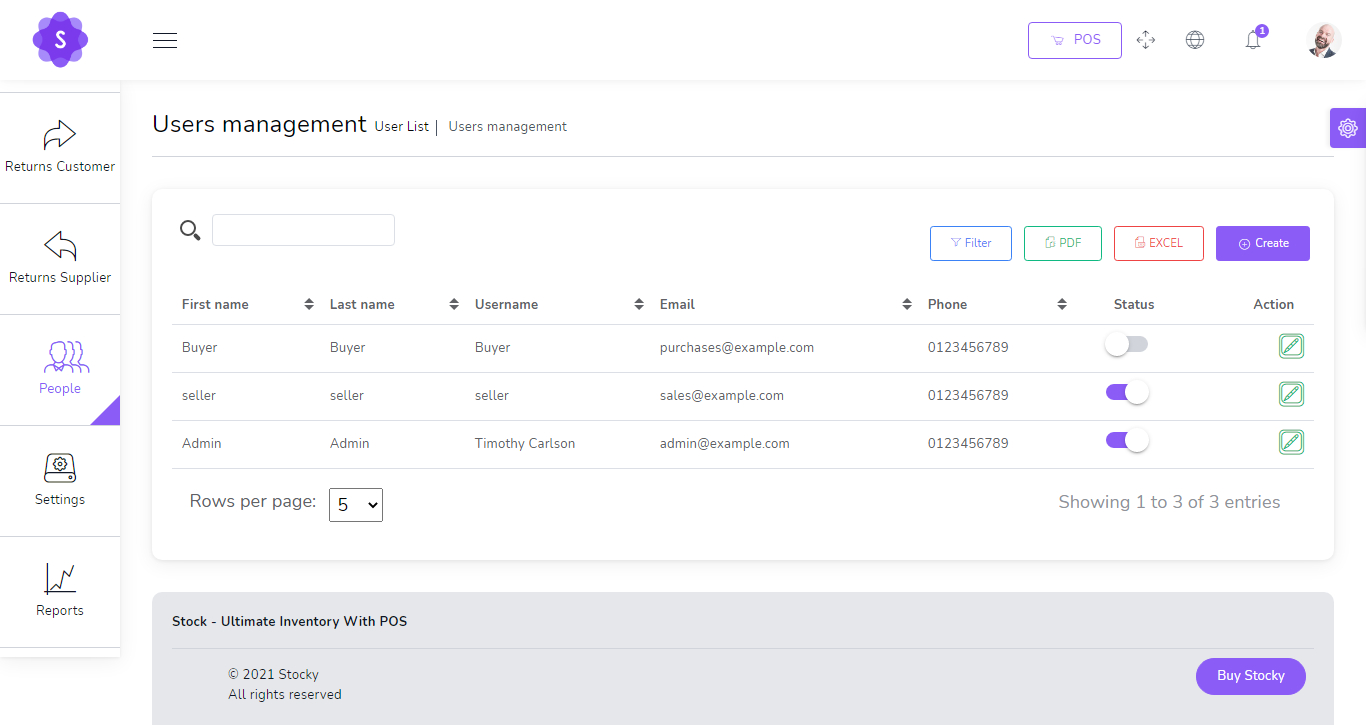 S
POS
1
Returns Customer
Returns Supplier
People
Settings
Reports
Users management User List | Users management
Filter PDF EXCEL Create
First name Last name Username Email Phone Status Action
Buyer Buyer Buyer purchases@example.com 0123456789
seller seller seller sales@example.com 0123456789
Admin Admin Timothy Carlson admin@example.com 0123456789
Rows per page: 5 Showing 1 to 3 of 3 entries
Stock - Ultimate Inventory With POS
© 2021 Stocky
All rights reserved
Buy Stocky